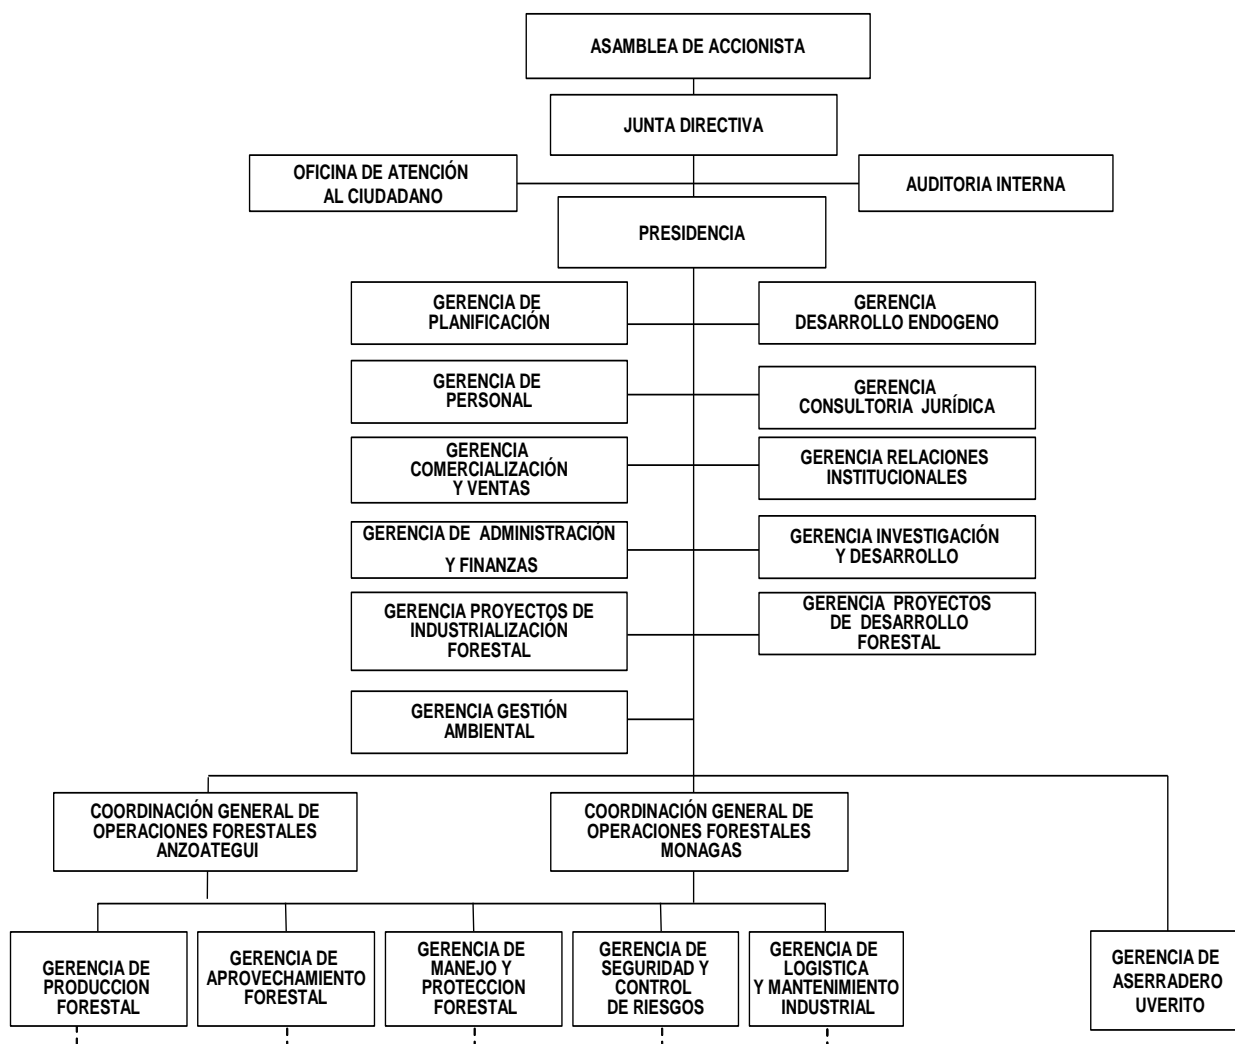 ASAMBLEA DE ACCIONISTA
JUNTA DIRECTIVA
OFICINA DE ATENCIÓN
AL CIUDADANO
AUDITORIA INTERNA
PRESIDENCIA
GERENCIA DE
PLANIFICACIÓN
GERENCIA
DESARROLLO ENDOGENO
GERENCIA DE
PERSONAL
GERENCIA
CONSULTORIA JURÍDICA
GERENCIA
COMERCIALIZACIÓN
Y VENTAS
GERENCIA RELACIONES
INSTITUCIONALES
GERENCIA DE ADMINISTRACIÓN
Y FINANZAS
GERENCIA INVESTIGACIÓN
Y DESARROLLO
GERENCIA PROYECTOS DE
INDUSTRIALIZACIÓN
FORESTAL
GERENCIA PROYECTOS
DE DESARROLLO
FORESTAL
GERENCIA GESTIÓN
AMBIENTAL
COORDINACIÓN GENERAL DE
OPERACIONES FORESTALES
ANZOATEGUI
COORDINACIÓN GENERAL DE
OPERACIONES FORESTALES
MONAGAS
GERENCIA DE
PRODUCCION
FORESTAL
GERENCIA DE
APROVECHAMIENTO
FORESTAL
GERENCIA DE
MANEJO Y
PROTECCION
FORESTAL
GERENCIA DE
SEGURIDAD Y
CONTROL
DE RIESGOS
GERENCIA DE
LOGISTICA
Y MANTENIMIENTO
INDUSTRIAL
GERENCIA DE
ASERRADERO
UVERITO